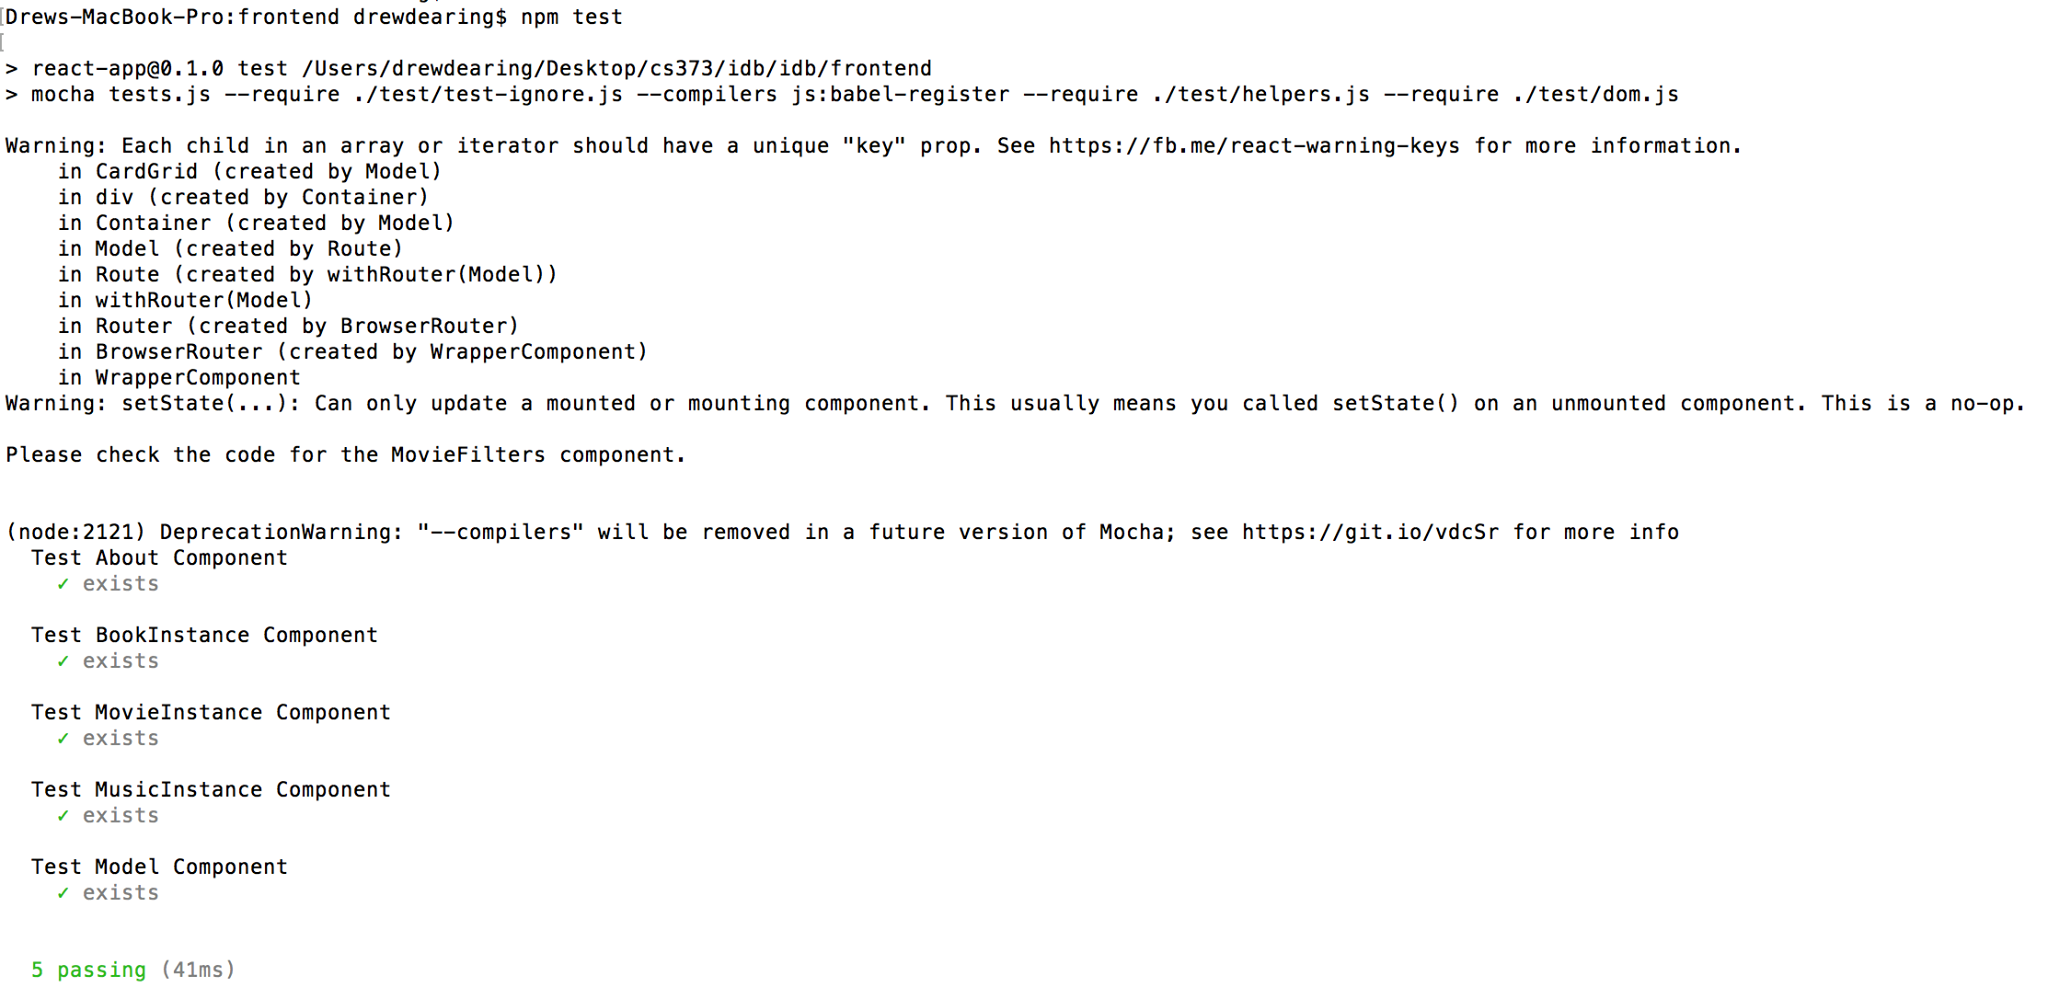 [Drews-MacBook-Pro:frontend drewdearing$ npm test
[
> react-app@0.1.0 test /Users/drewdearing/Desktop/cs373/idb/idb/frontend
> mocha tests.js --require ./test/test-ignore.js --compilers js:babel-register --require ./test/helpers.js --require ./test/dom.js
Warning: Each child in an array or iterator should have a unique "key" prop. See https://fb.me/react-warning-keys for more information.
in CardGrid (created by Model)
in div (created by Container)
in Container (created by Model)
in Model (created by Route)
in Route (created by withRouter(Model))
in withRouter(Model)
in Router (created by BrowserRouter)
in BrowserRouter (created by WrapperComponent)
in WrapperComponent
Warning: setState(...): Can only update a mounted or mounting component. This usually means you called setState() on an unmounted component. This is a no-op.
Please check the code for the MovieFilters component.
(node:2121) DeprecationWarning: "--compilers" will be removed in a future version of Mocha; see https://git.io/vdcSr for more info
Test About Component
✓ exists
Test BookInstance Component
✓ exists
Test MovieInstance Component
✓ exists
Test MusicInstance Component
✓ exists
Test Model Component
✓ exists
5 passing (41ms)